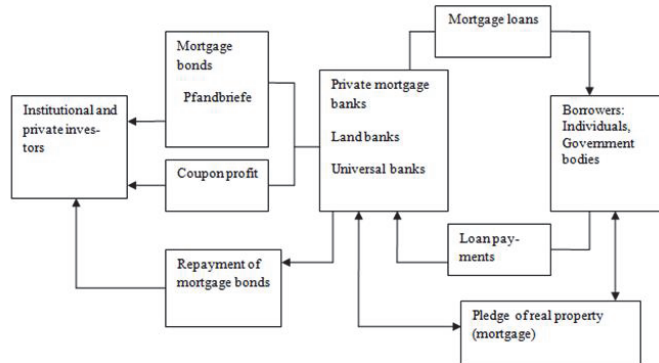 Mortgage loans
Mortgage
bonds
Pfandbriefe
Private mortgage
banks
Land banks
Universal banks
Institutional and
private inves-
tors
Borrowers:
Individuals,
Government
bodies
Coupon profit
Loan pay-
ments
Repayment of
mortgage bonds
Pledge of real property
(mortgage)